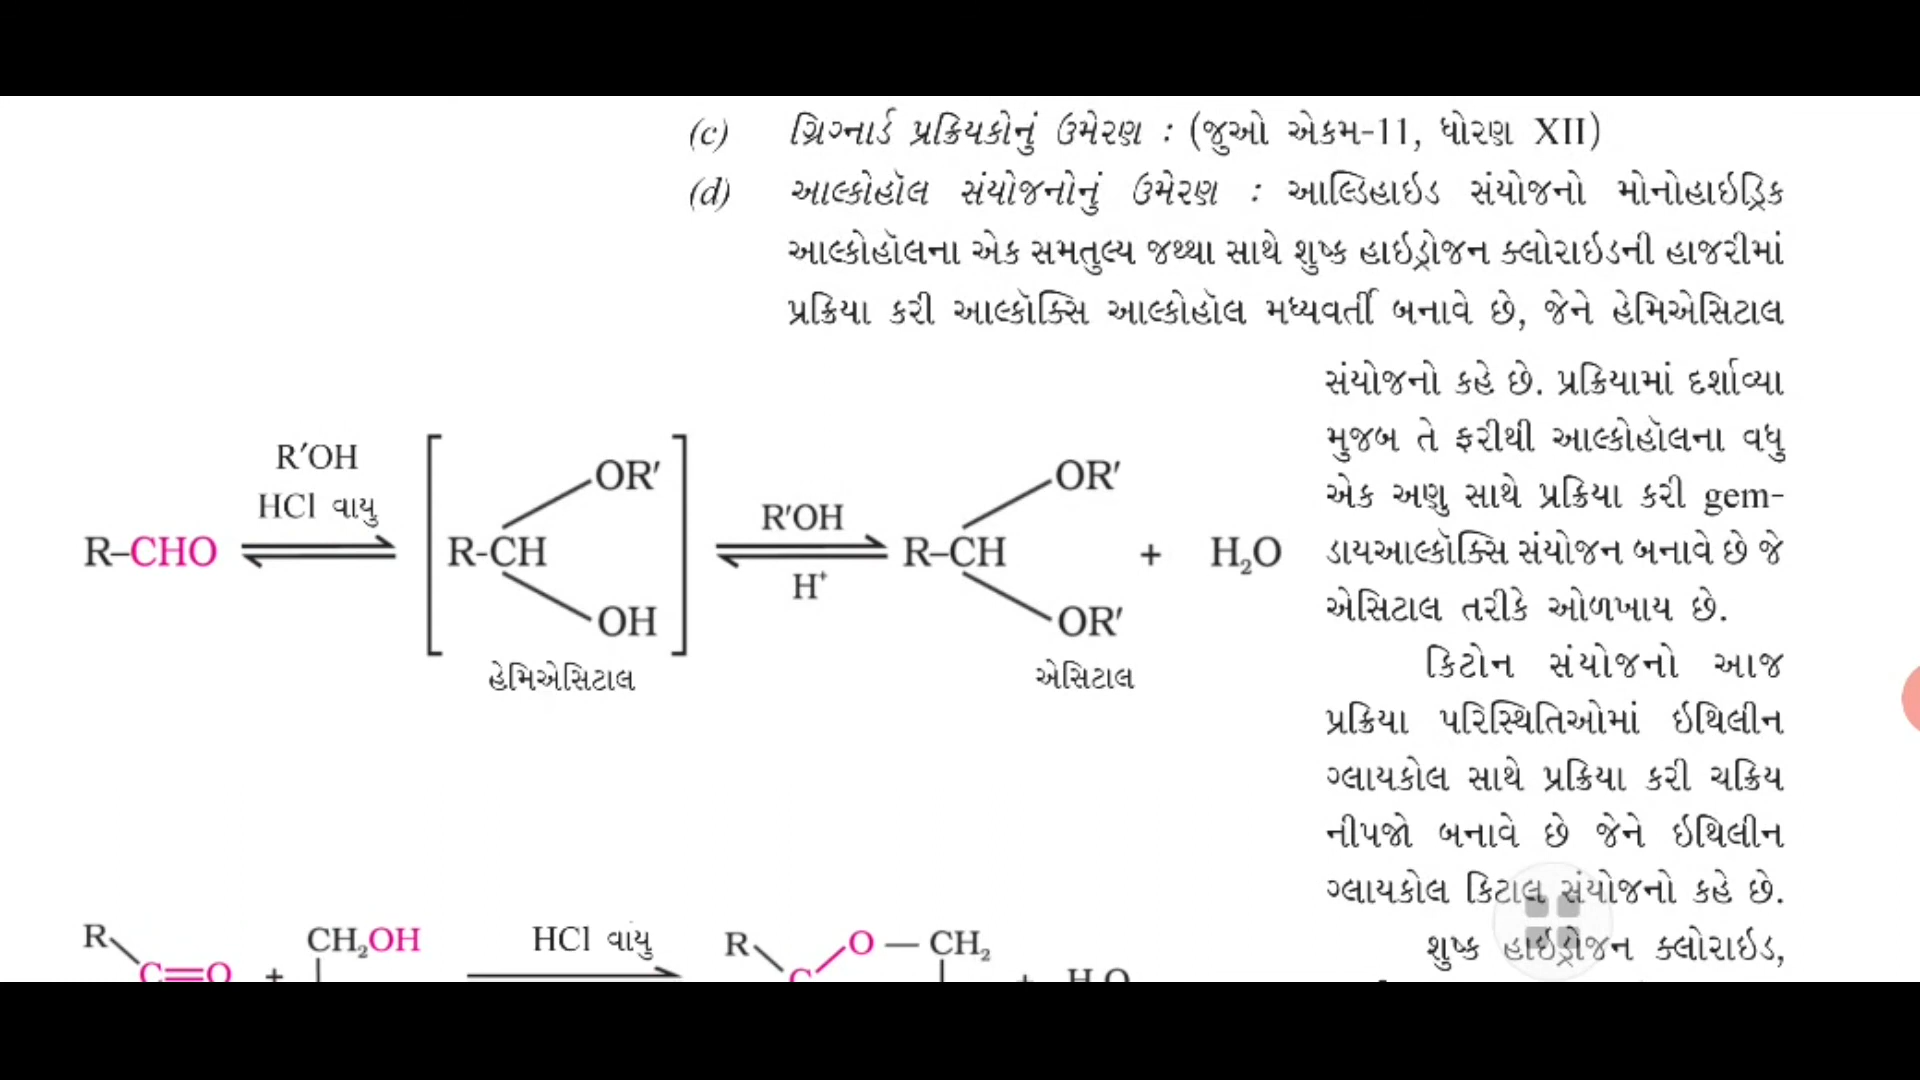 (c) ગ્રિગ્નાર્ડ પ્રક્રિયકોનું ઉમેરણ : (જુઓ એકમ-11, ધોરણ XII)
(d) આલ્કોહૉલ સંયોજનોનું ઉમેરણ : આલ્ડિહાઇડ સંયોજનો મોનોહાઇડ્રિક
આલ્કોહૉલના એક સમતુલ્ય જથ્થા સાથે શુષ્ક હાઇડ્રોજન ક્લોરાઇડની હાજરીમાં
પ્રક્રિયા કરી આલ્કૉક્સિ આલ્કોહૉલ મધ્યવર્તી બનાવે છે, જેને હેમિએસિટાલ
સંયોજનો કહે છે. પ્રક્રિયામાં દર્શાવ્યા
મુજબ તે ફરીથી આલ્કોહૉલના વધુ
એક અણુ સાથે પ્રક્રિયા કરી gem-
ડાયઆલ્કૉક્સિ સંયોજન બનાવે છે જે
એસિટાલ તરીકે ઓળખાય છે.
કિટોન સંયોજનો આજ
પ્રક્રિયા પરિસ્થિતિઓમાં ઇથિલીન
ગ્લાયકોલ સાથે પ્રક્રિયા કરી ચક્રિય
નીપજો બનાવે છે જેને ઇથિલીન
ગ્લાયકોલ કિટાલ સંયોજનો કહે છે.
શુષ્ક હાઇડ્રોજન ક્લોરાઇડ,
R′OH
HCl વાયુ
OR′
R′OH
OR′
R–CHO
R-CH
R–CH + H₂O
H⁺
OH
OR′
હેમિએસિટાલ
એસિટાલ
R
CH₂OH
HCl વાયુ
R
O — CH₂
C=O +
C
+ H₂O